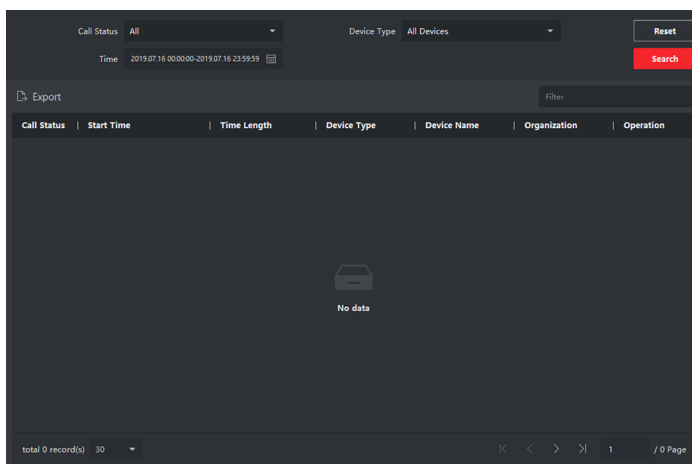 Call Status All Device Type All Devices Reset
Time 2019.07.16 00:00:00-2019.07.16 23:59:59 Search
Export Filter
Call Status | Start Time | Time Length | Device Type | Device Name | Organization | Operation
No data
total 0 record(s) 30 1 / 0 Page